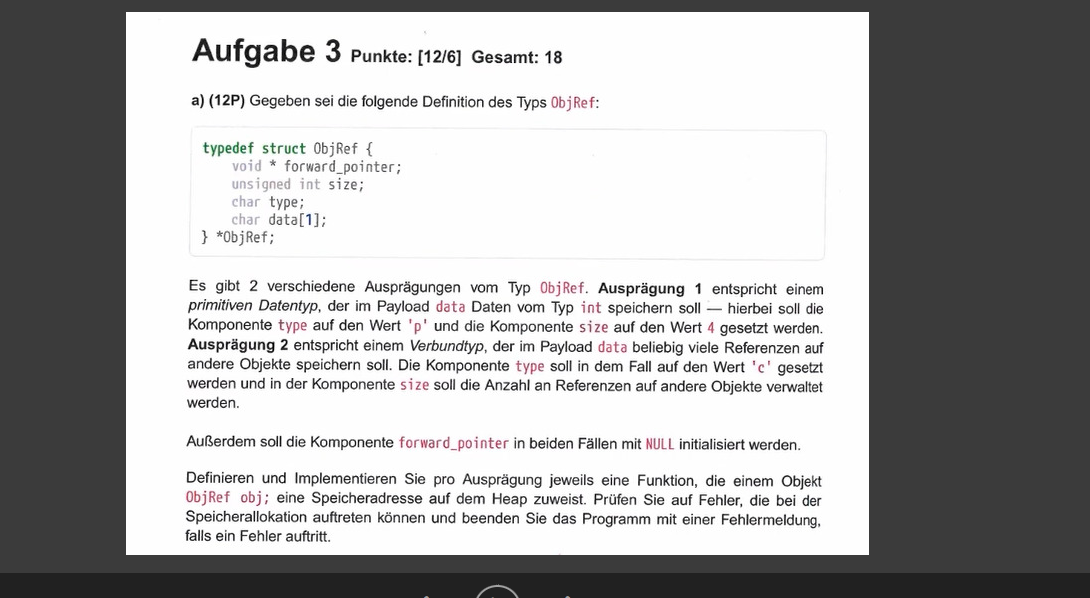 Aufgabe 3 Punkte: [12/6] Gesamt: 18
a) (12P) Gegeben sei die folgende Definition des Typs ObjRef:
typedef struct ObjRef {
void * forward_pointer;
unsigned int size;
char type;
char data[1];
} *ObjRef;
Es gibt 2 verschiedene Ausprägungen vom Typ ObjRef. Ausprägung 1 entspricht einem
primitiven Datentyp, der im Payload data Daten vom Typ int speichern soll — hierbei soll die
Komponente type auf den Wert 'p' und die Komponente size auf den Wert 4 gesetzt werden.
Ausprägung 2 entspricht einem Verbundtyp, der im Payload data beliebig viele Referenzen auf
andere Objekte speichern soll. Die Komponente type soll in dem Fall auf den Wert 'c' gesetzt
werden und in der Komponente size soll die Anzahl an Referenzen auf andere Objekte verwaltet
werden.
Außerdem soll die Komponente forward_pointer in beiden Fällen mit NULL initialisiert werden.
Definieren und Implementieren Sie pro Ausprägung jeweils eine Funktion, die einem Objekt
ObjRef obj; eine Speicheradresse auf dem Heap zuweist. Prüfen Sie auf Fehler, die bei der
Speicherallokation auftreten können und beenden Sie das Programm mit einer Fehlermeldung,
falls ein Fehler auftritt.